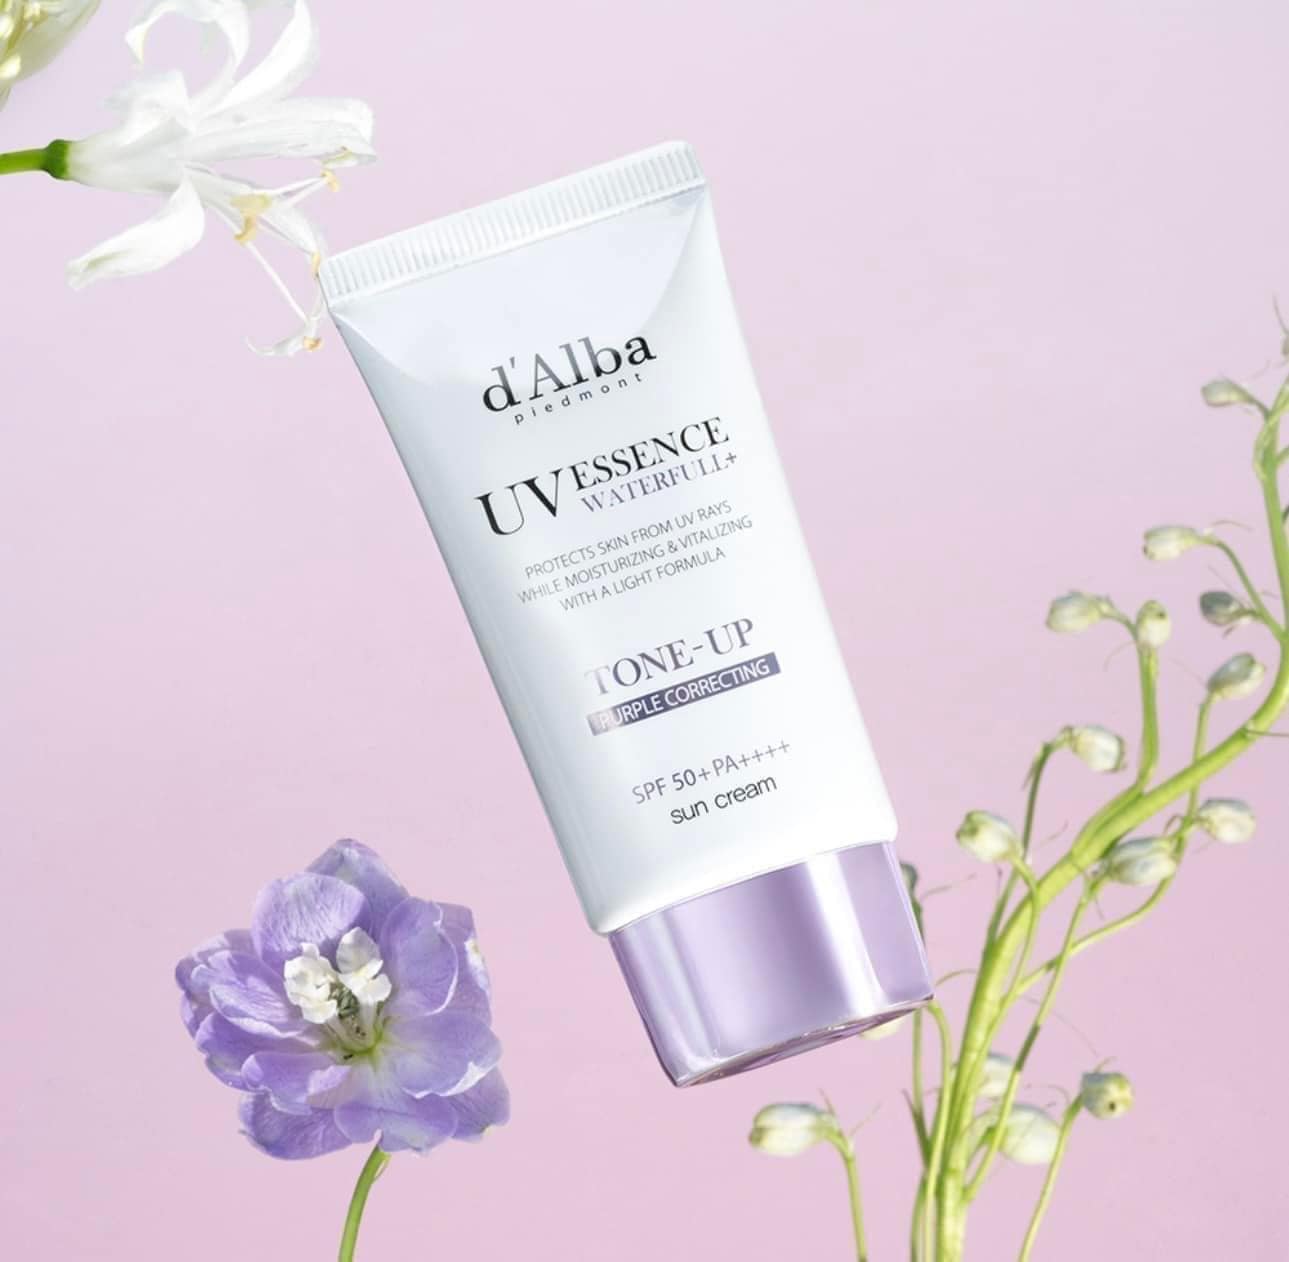 d'Alba
piedmont
UV ESSENCE
WATERFULL+
PROTECTS SKIN FROM UV RAYS
WHILE MOISTURIZING & VITALIZING
WITH A LIGHT FORMULA
TONE-UP
PURPLE CORRECTING
SPF 50+ PA++++
sun cream